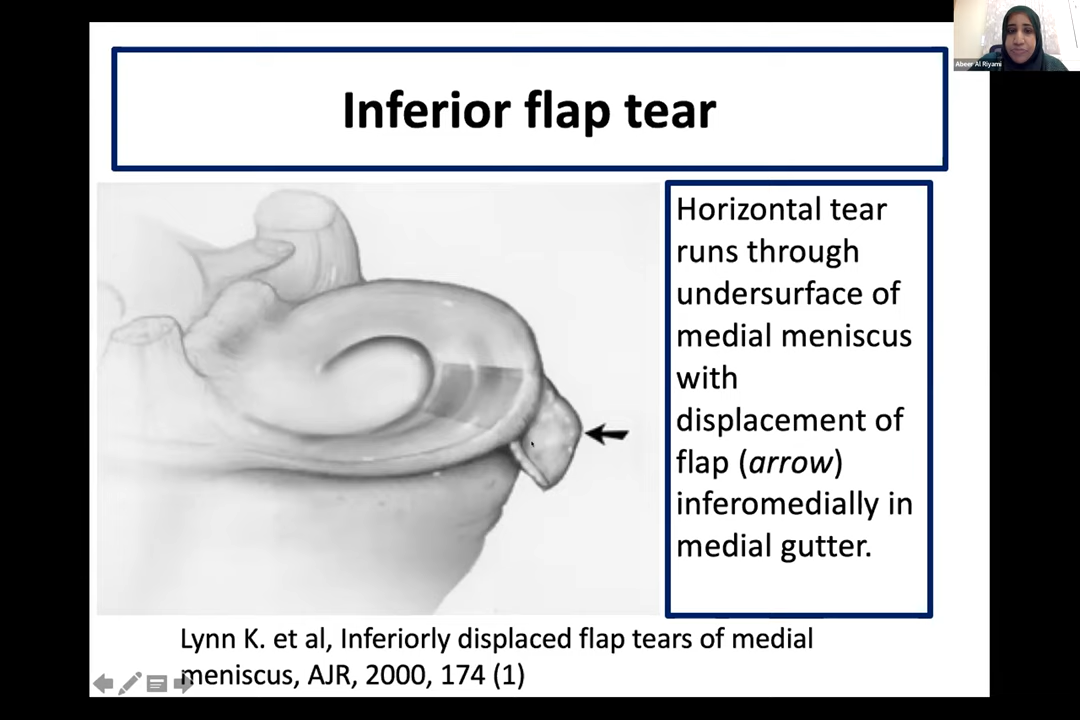 Abeer Al Riyami
Inferior flap tear
Horizontal tear
runs through
undersurface of
medial meniscus
with
displacement of
flap (arrow)
inferomedially in
medial gutter.
Lynn K. et al, Inferiorly displaced flap tears of medial
meniscus, AJR, 2000, 174 (1)